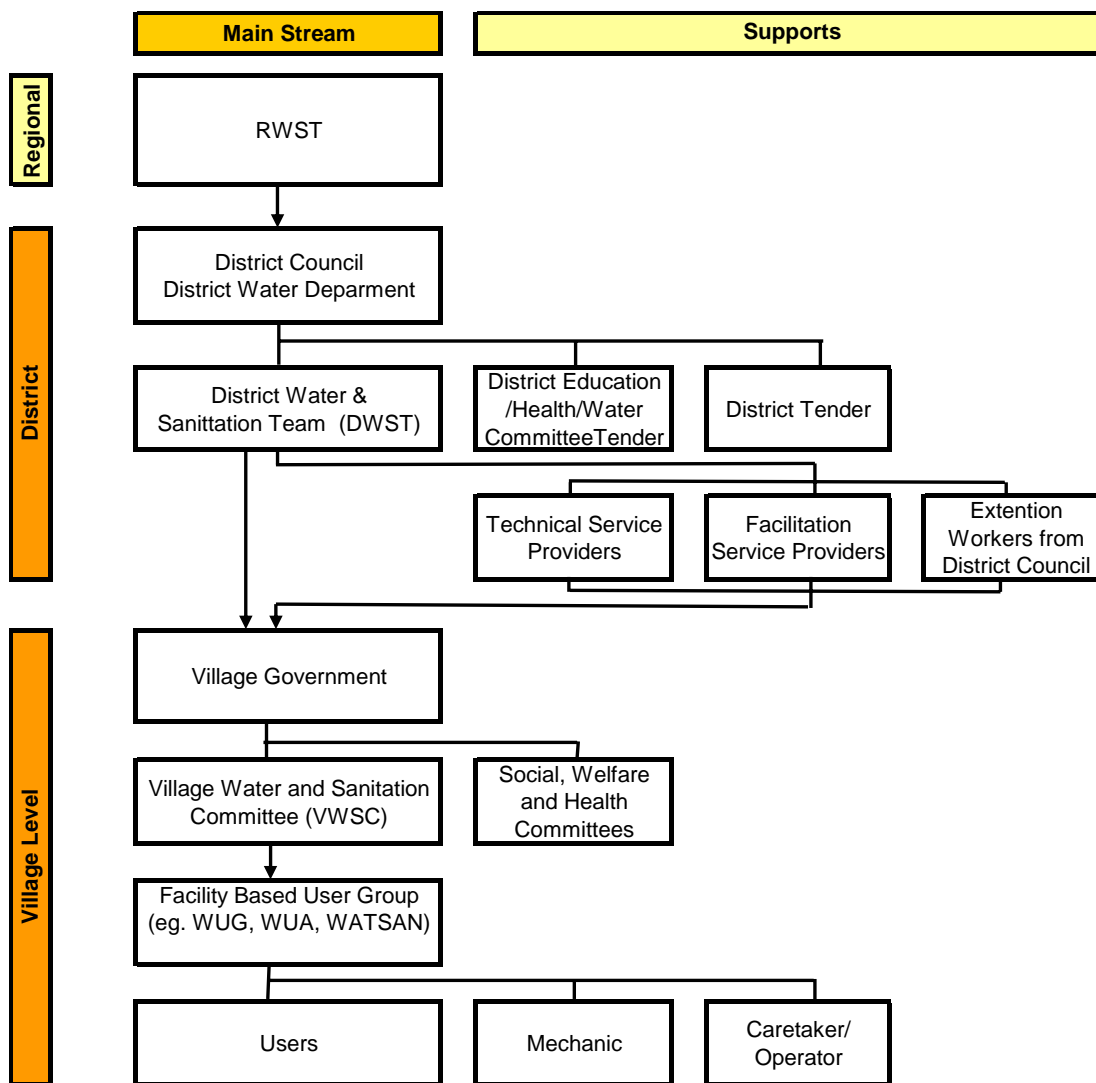 Main Stream
Supports
Regional
RWST
District
District Council
District Water Deparment
District Water &
Sanittation Team (DWST)
District Education
/Health/Water
CommitteeTender
District Tender
Technical Service
Providers
Facilitation
Service Providers
Extention
Workers from
District Council
Village Level
Village Government
Village Water and Sanitation
Committee (VWSC)
Social, Welfare
and Health
Committees
Facility Based User Group
(eg. WUG, WUA, WATSAN)
Users
Mechanic
Caretaker/
Operator